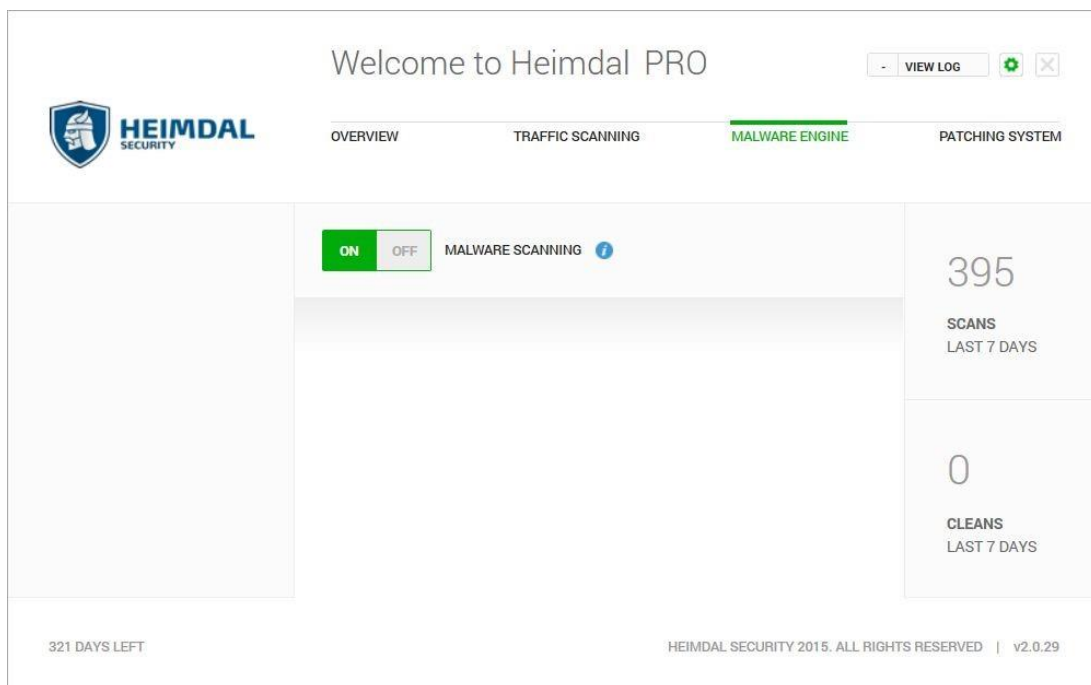 Welcome to Heimdal PRO
- VIEW LOG
HEIMDAL
SECURITY
OVERVIEW TRAFFIC SCANNING MALWARE ENGINE PATCHING SYSTEM
ON OFF MALWARE SCANNING i
395
SCANS
LAST 7 DAYS
0
CLEANS
LAST 7 DAYS
321 DAYS LEFT
HEIMDAL SECURITY 2015. ALL RIGHTS RESERVED | v2.0.29